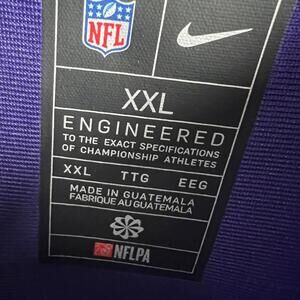 NFL
XXL
ENGINEERED
TO THE EXACT SPECIFICATIONS
OF CHAMPIONSHIP ATHLETES
XXL TTG EEG
MADE IN GUATEMALA
FABRIQUE AU GUATEMALA
NFLPA